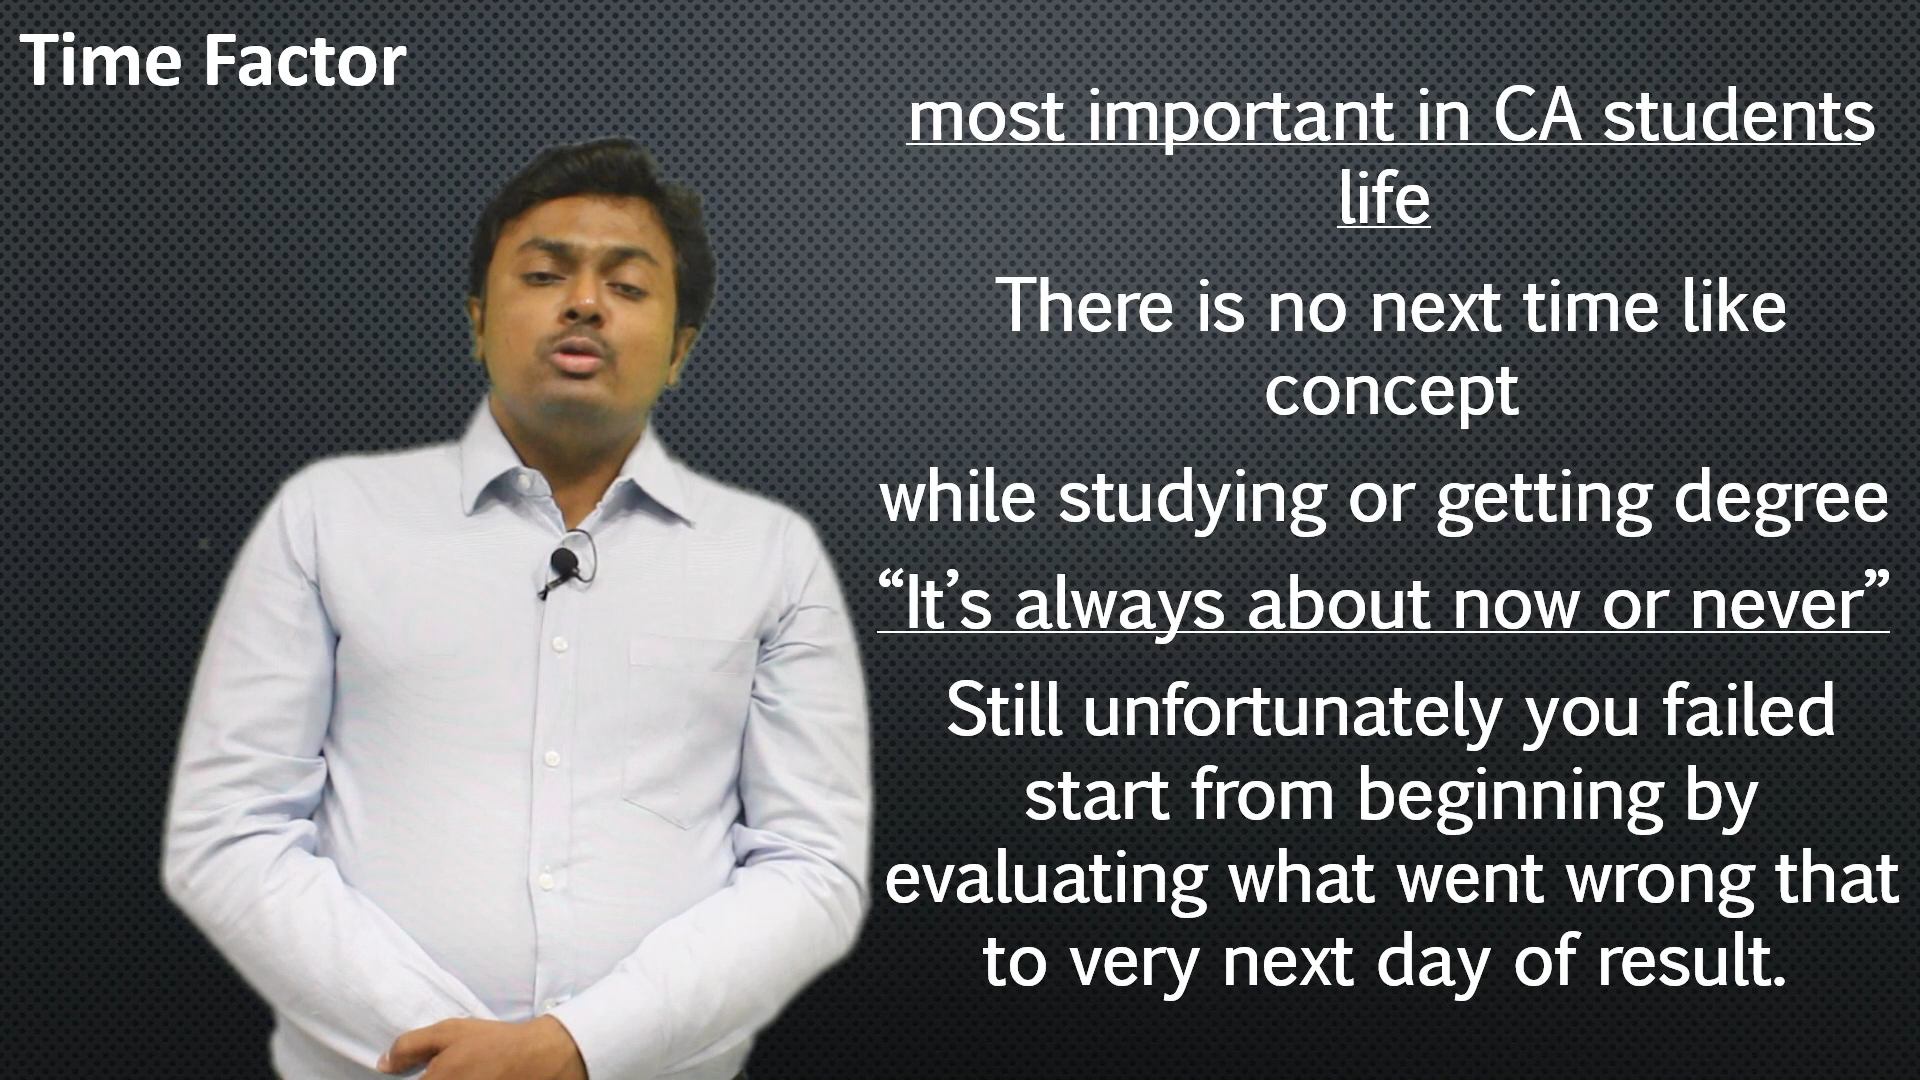 Time Factor
most important in CA students
life
There is no next time like
concept
while studying or getting degree
“It’s always about now or never”
Still unfortunately you failed
start from beginning by
evaluating what went wrong that
to very next day of result.